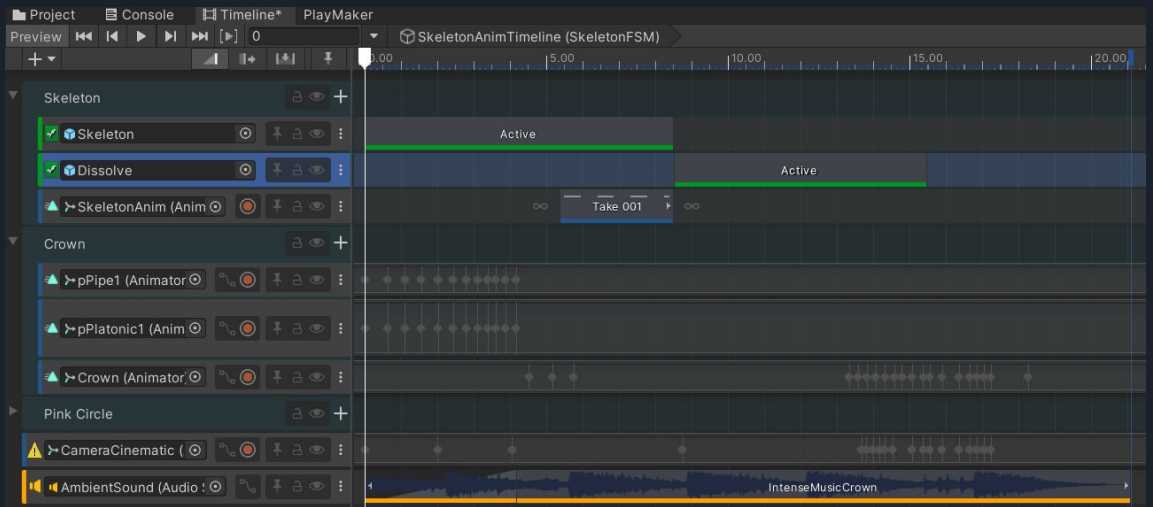 Project Console Timeline* PlayMaker
Preview 0 SkeletonAnimTimeline (SkeletonFSM)
0.00 5.00 10.00 15.00 20.00
Skeleton
Skeleton Active
Dissolve Active
SkeletonAnim (Anim Take 001
Crown
pPipe1 (Animator
pPlatonic1 (Anim
Crown (Animator)
Pink Circle
CameraCinematic (
AmbientSound (Audio S IntenseMusicCrown